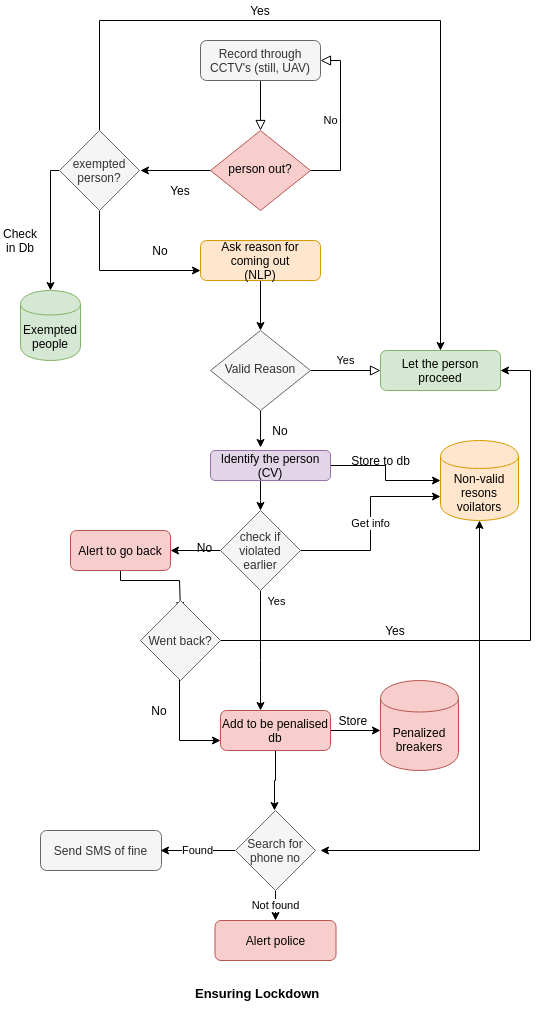 Yes
Record through
CCTV's (still, UAV)
No
exempted
person?
person out?
Yes
Check
in Db
No
Ask reason for
coming out
(NLP)
Exempted
people
Valid Reason
Yes
Let the person
proceed
No
Identify the person
(CV)
Store to db
Non-valid
resons
voilators
Get info
check if
violated
earlier
No
Alert to go back
Yes
Went back?
Yes
No
Add to be penalised
db
Store
Penalized
breakers
Send SMS of fine
Found
Search for
phone no
Not found
Alert police
Ensuring Lockdown